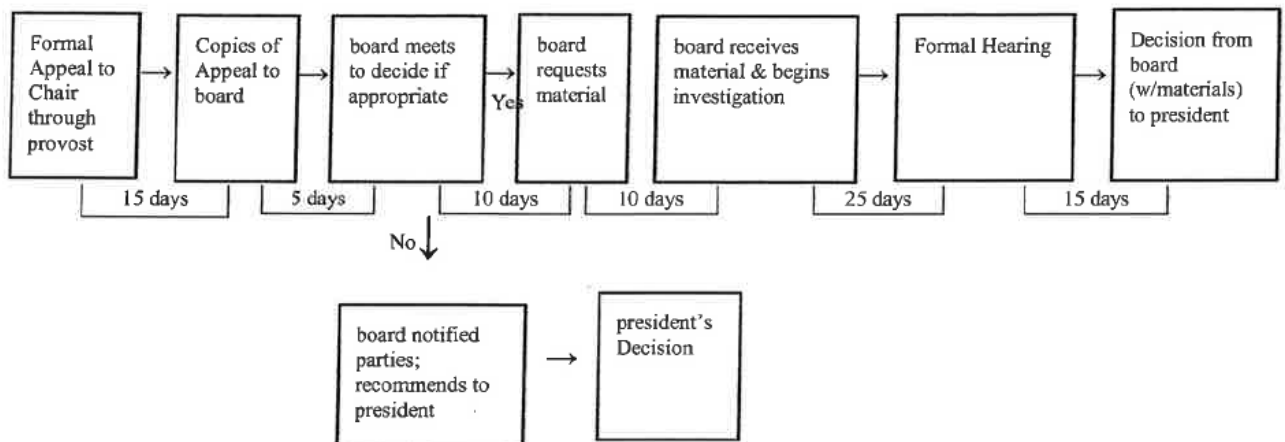 Formal
Appeal to
Chair
through
provost
Copies of
Appeal to
board
board meets
to decide if
appropriate
Yes
board
requests
material
board receives
material & begins
investigation
Formal Hearing
Decision from
board
(w/materials)
to president
15 days
5 days
10 days
10 days
25 days
15 days
No
board notified
parties;
recommends to
president
president's
Decision